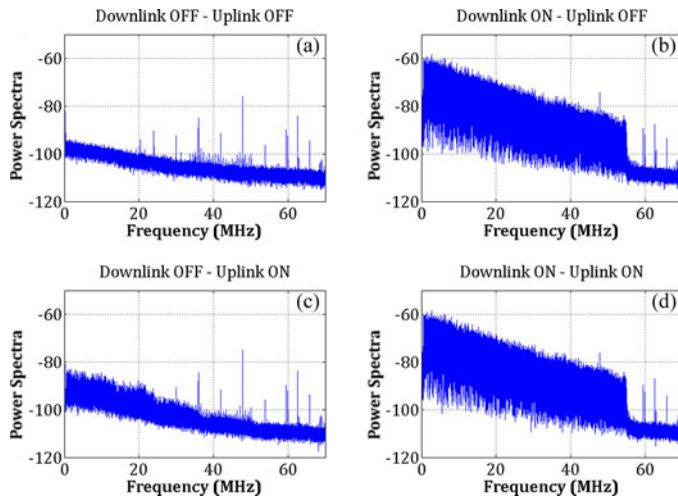 Downlink OFF - Uplink OFF
(a)
Power Spectra
-60
-80
-100
-120
0 20 40 60
Frequency (MHz)
Downlink ON - Uplink OFF
(b)
Power Spectra
-60
-80
-100
-120
0 20 40 60
Frequency (MHz)
Downlink OFF - Uplink ON
(c)
Power Spectra
-60
-80
-100
-120
0 20 40 60
Frequency (MHz)
Downlink ON - Uplink ON
(d)
Power Spectra
-60
-80
-100
-120
0 20 40 60
Frequency (MHz)